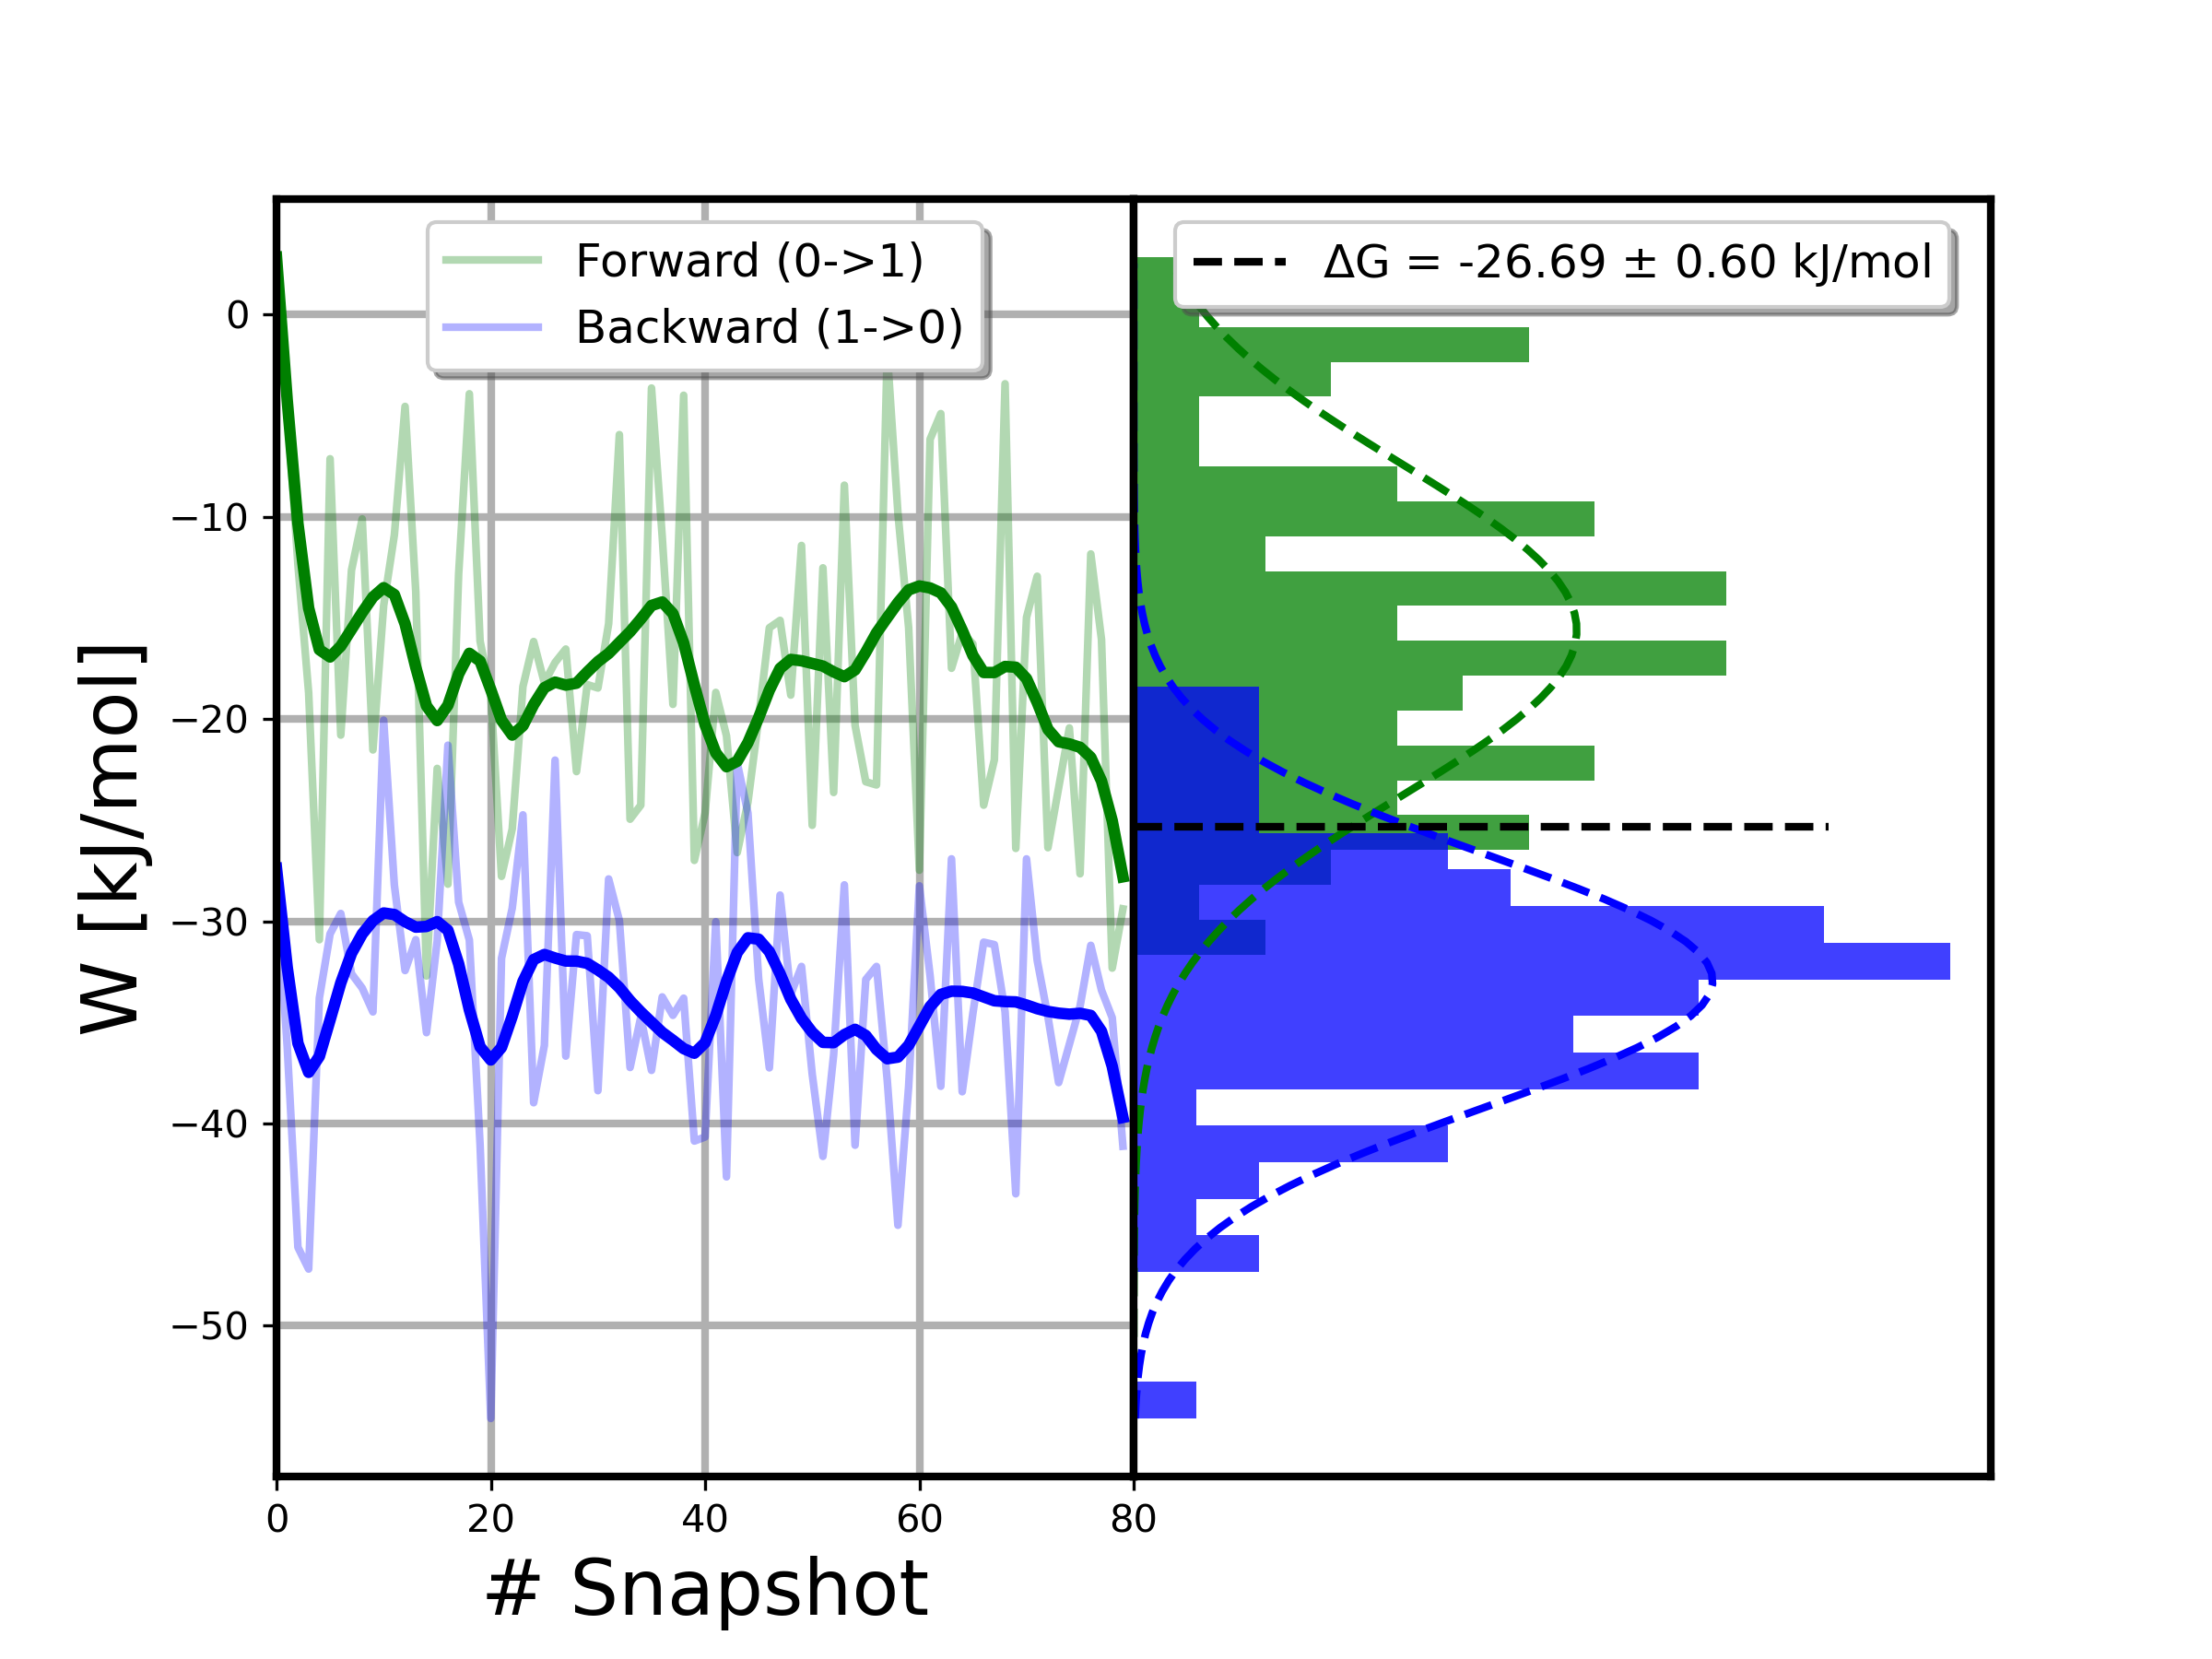 Forward (0->1)
Backward (1->0)
ΔG = -26.69 ± 0.60 kJ/mol
W [kJ/mol]
0
−10
−20
−30
−40
−50
0 20 40 60 80
# Snapshot